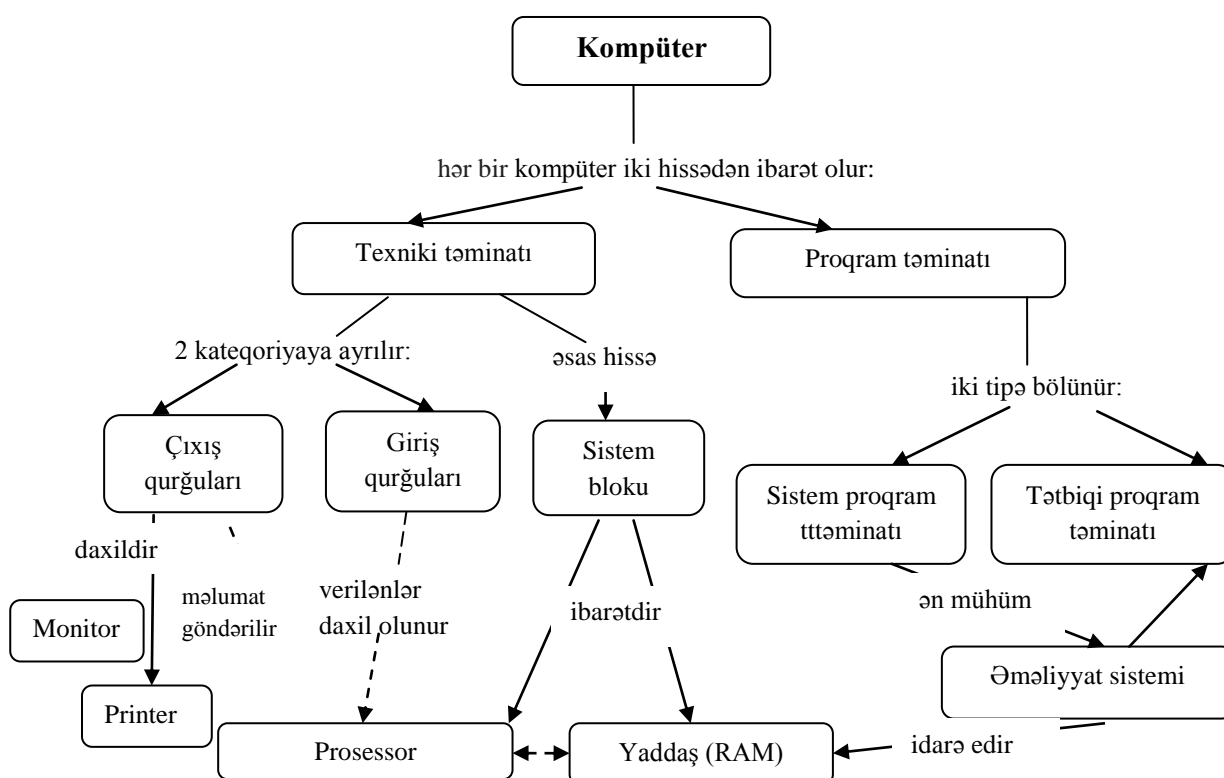 Kompüter
hər bir kompüter iki hissədən ibarət olur:
Texniki təminatı
Proqram təminatı
2 kateqoriyaya ayrılır:
əsas hissə
iki tipə bölünür:
Çıxış
qurğuları
Giriş
qurğuları
Sistem
bloku
Sistem proqram
tttəminatı
Tətbiqi proqram
təminatı
daxildir
məlumat
göndərilir
verilənlər
daxil olunur
ibarətdir
ən mühüm
Monitor
Printer
Əməliyyat sistemi
Prosessor
Yaddaş (RAM)
idarə edir